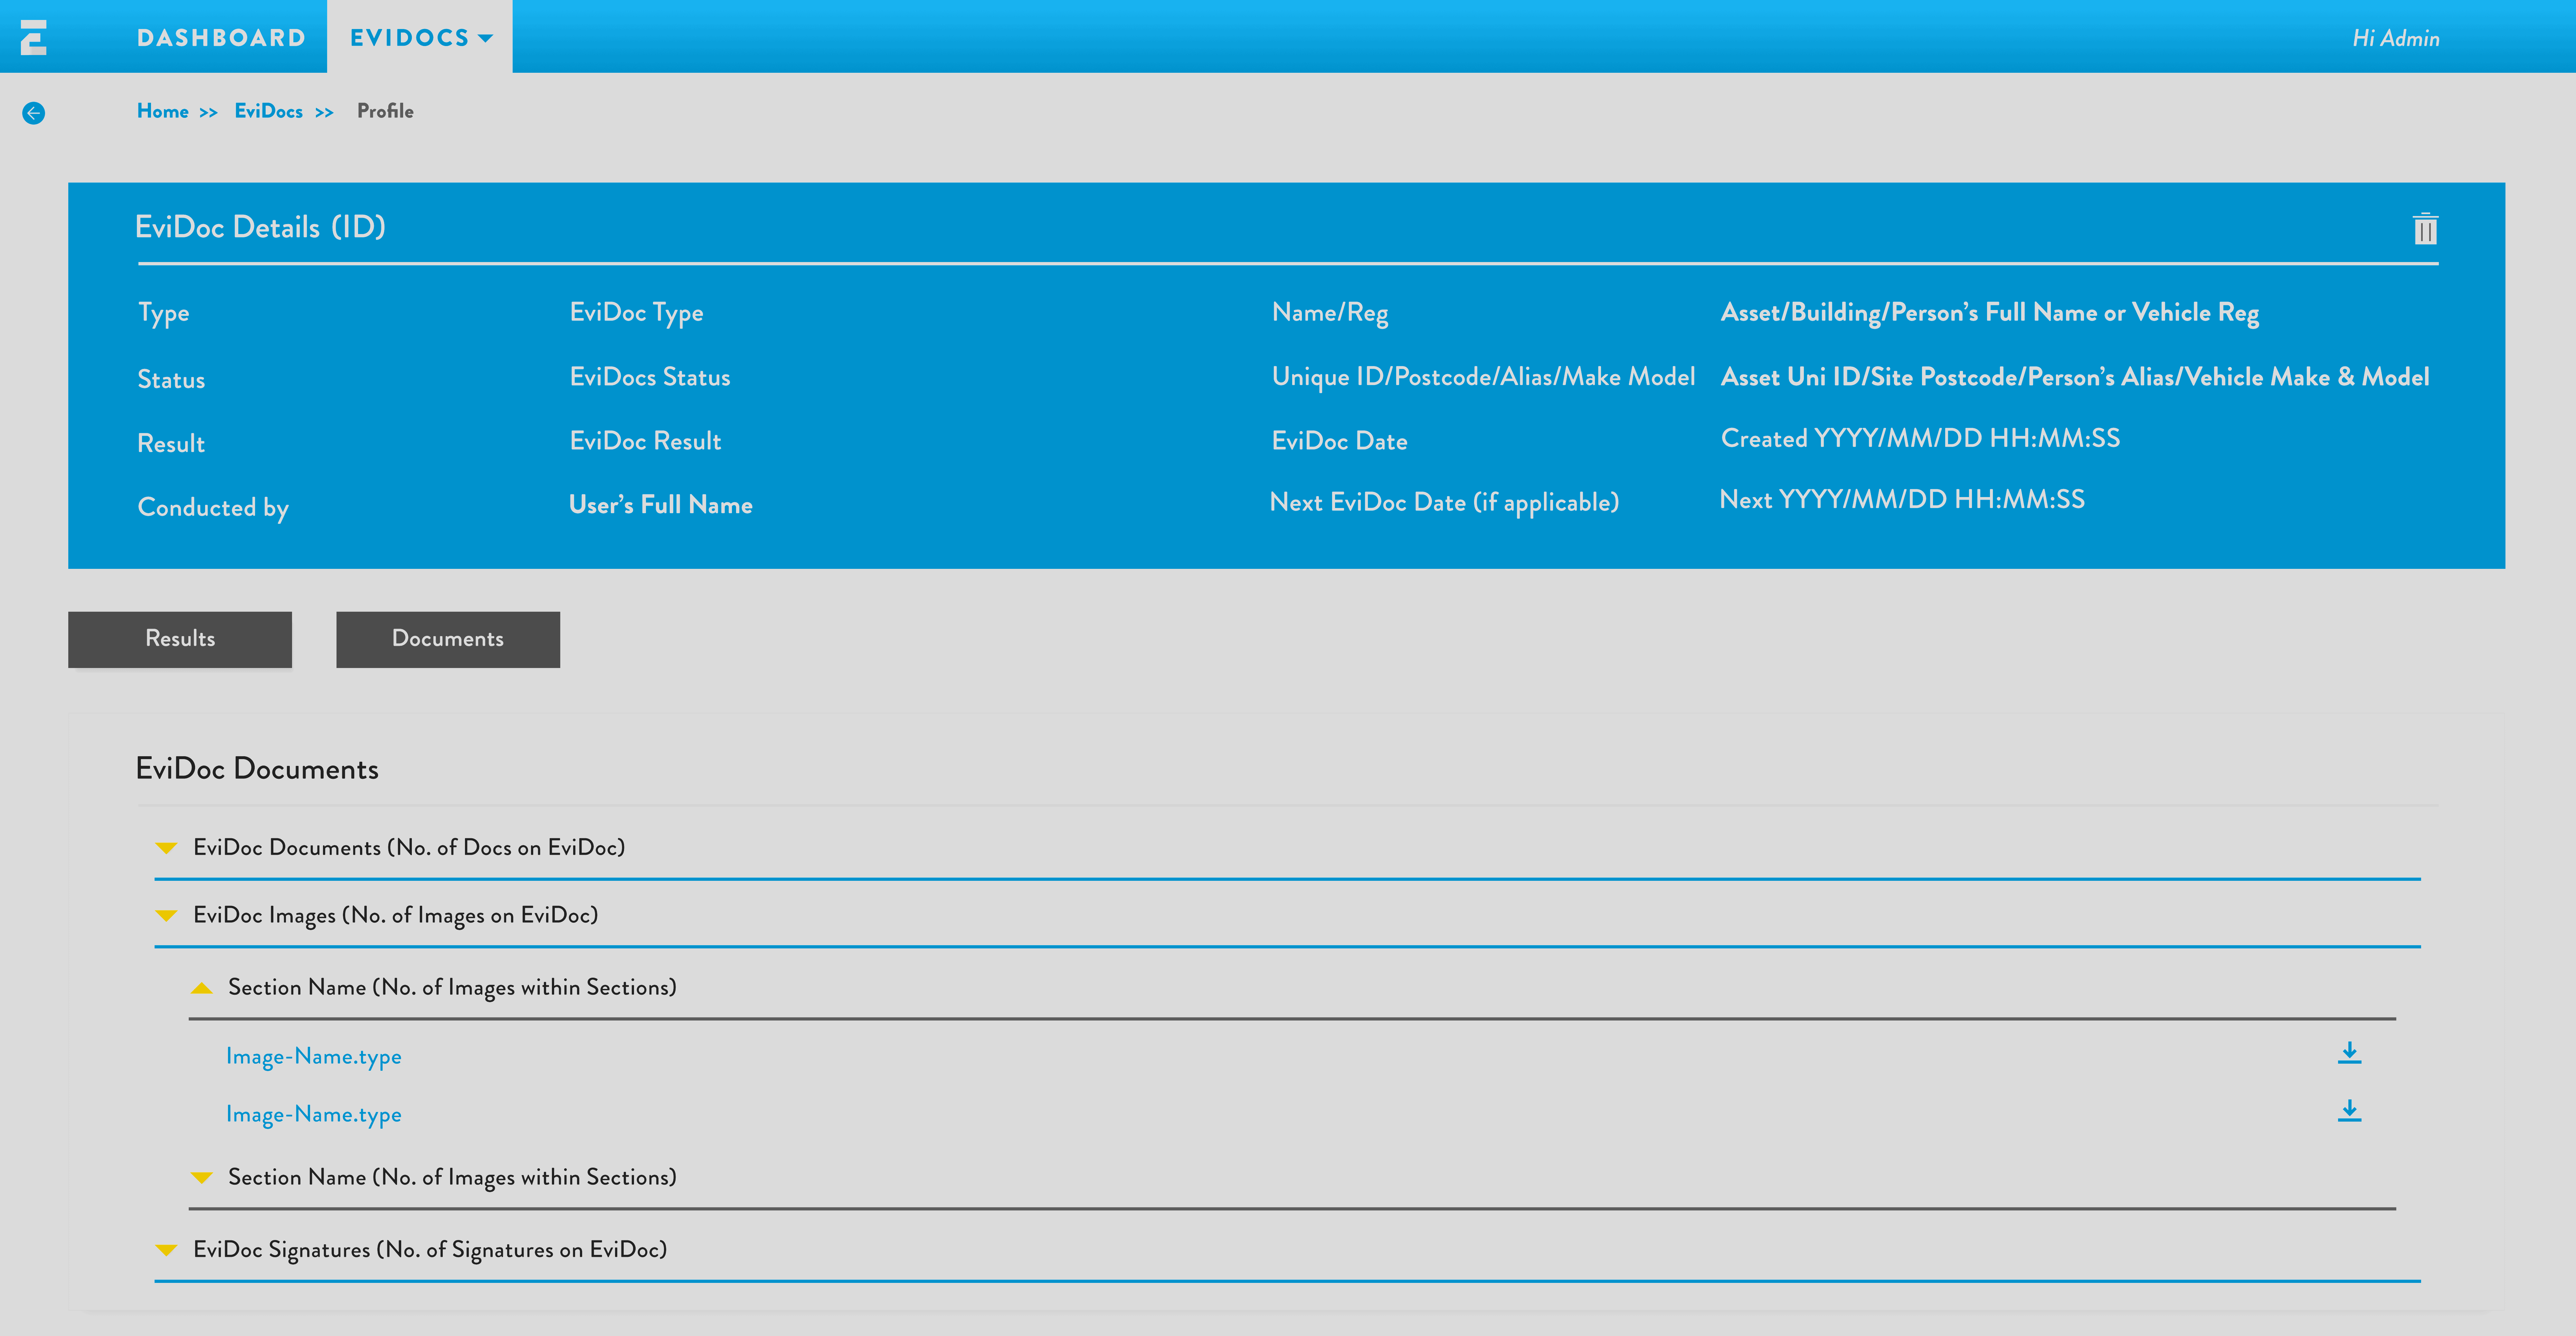 DASHBOARD EVIDOCS Hi Admin
Home >> EviDocs >> Profile
EviDoc Details (ID)
Type EviDoc Type Name/Reg Asset/Building/Person’s Full Name or Vehicle Reg
Status EviDocs Status Unique ID/Postcode/Alias/Make Model Asset Uni ID/Site Postcode/Person’s Alias/Vehicle Make & Model
Result EviDoc Result EviDoc Date Created YYYY/MM/DD HH:MM:SS
Conducted by User’s Full Name Next EviDoc Date (if applicable) Next YYYY/MM/DD HH:MM:SS
Results Documents
EviDoc Documents
EviDoc Documents (No. of Docs on EviDoc)
EviDoc Images (No. of Images on EviDoc)
Section Name (No. of Images within Sections)
Image-Name.type
Image-Name.type
Section Name (No. of Images within Sections)
EviDoc Signatures (No. of Signatures on EviDoc)